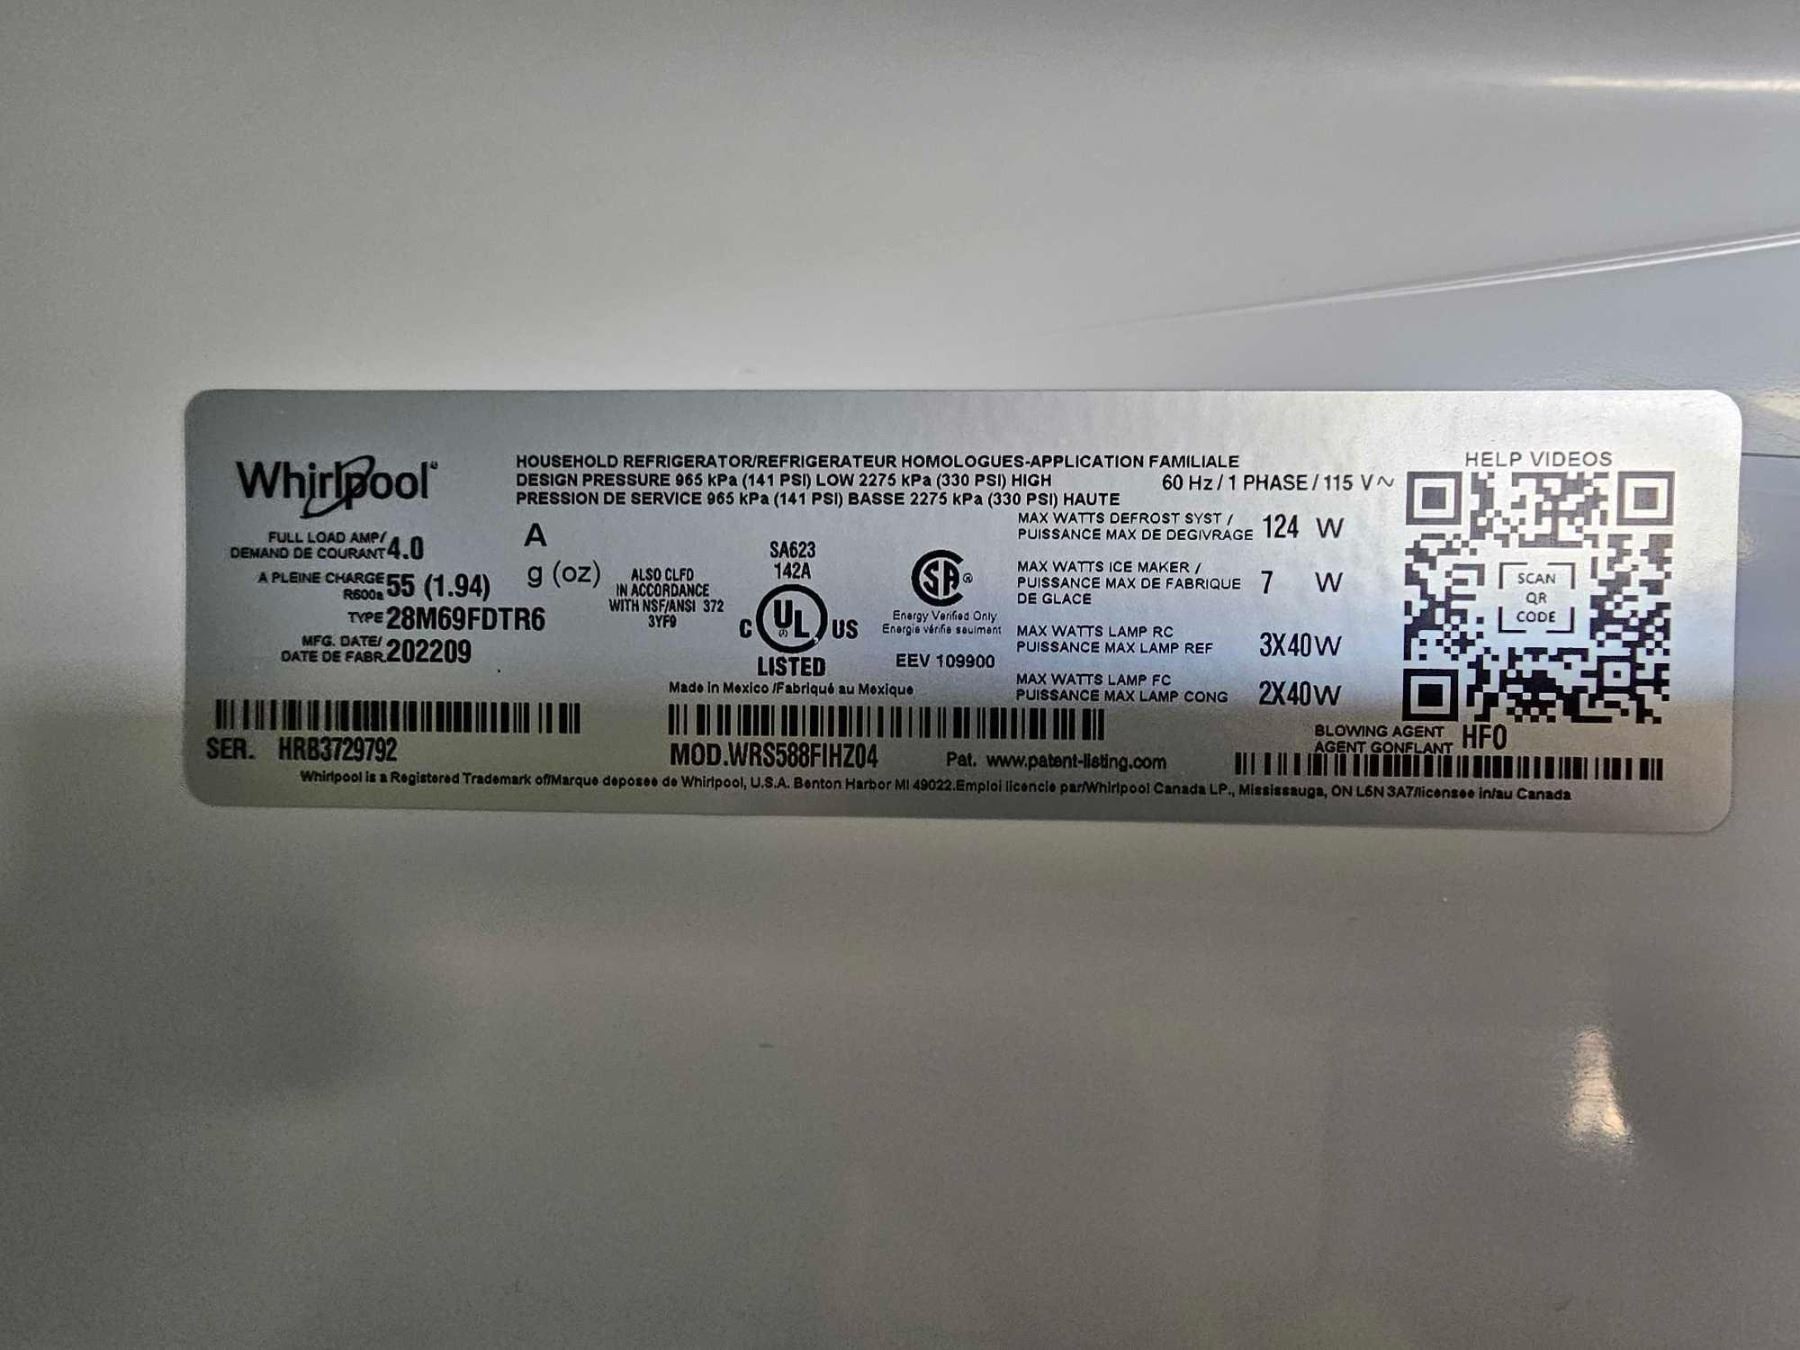 Whirlpool®
HOUSEHOLD REFRIGERATOR/REFRIGERATEUR HOMOLOGUES-APPLICATION FAMILIALE
DESIGN PRESSURE 965 kPa (141 PSI) LOW 2275 kPa (330 PSI) HIGH 60 Hz / 1 PHASE / 115 V ~
PRESSION DE SERVICE 965 kPa (141 PSI) BASSE 2275 kPa (330 PSI) HAUTE
FULL LOAD AMP/
DEMAND DE COURANT 4.0 A
A PLEINE CHARGE
R600a 55 (1.94) g (oz)
TYPE 28M69FDTR6
MFG. DATE/
DATE DE FABR. 202209
ALSO CLFD
IN ACCORDANCE
WITH NSF/ANSI 372
3YF9
SA623
142A
C UL US
LISTED
SA ®
Energy Verified Only
Energie vérifie seulment
EEV 109900
Made in Mexico /Fabriqué au Mexique
MAX WATTS DEFROST SYST /
PUISSANCE MAX DE DEGIVRAGE 124 W
MAX WATTS ICE MAKER /
PUISSANCE MAX DE FABRIQUE 7 W
DE GLACE
MAX WATTS LAMP RC
PUISSANCE MAX LAMP REF 3X40W
MAX WATTS LAMP FC
PUISSANCE MAX LAMP CONG 2X40W
HELP VIDEOS
SCAN
QR
CODE
BLOWING AGENT HFO
AGENT GONFLANT
SER. HRB3729792
MOD.WRS588FIHZ04
Pat. www.patent-listing.com
Whirlpool is a Registered Trademark of/Marque deposee de Whirlpool, U.S.A. Benton Harbor MI 49022.Emploi licencie par/Whirlpool Canada LP., Mississauga, ON L5N 3A7/licensee in/au Canada